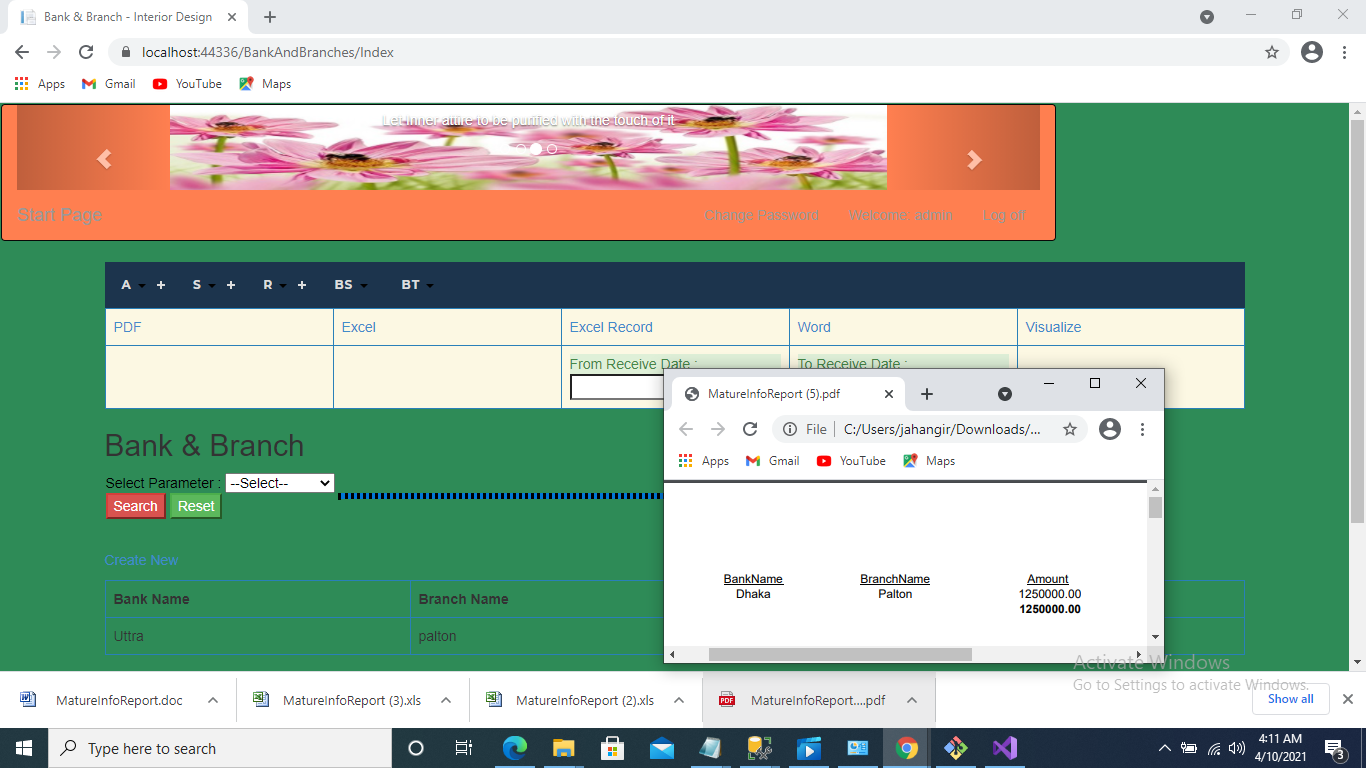 Bank & Branch - Interior Design
localhost:44336/BankAndBranches/Index
Apps Gmail YouTube Maps
to be purified with the touch of it
Start Page Change Password Welcome: admin Log off
A + S + R + BS BT
PDF Excel Excel Record Word Visualize
From Receive Date : To Receive Date :
MatureInfoReport (5).pdf
File C:/Users/jahangir/Downloads/...
Apps Gmail YouTube Maps
BankName BranchName Amount
Dhaka Palton 1250000.00
1250000.00
Bank & Branch
Select Parameter : --Select--
Search Reset
Create New
Bank Name Branch Name
Uttra palton
Activate Windows
Go to Settings to activate Windows.
MatureInfoReport.doc MatureInfoReport (3).xls MatureInfoReport (2).xls PDF MatureInfoReport....pdf Show all
Type here to search
4:11 AM
4/10/2021
3